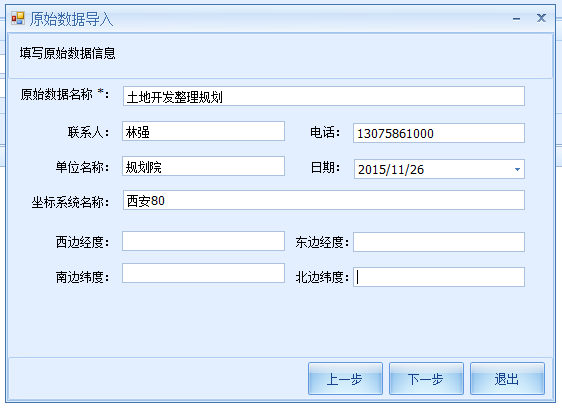 原始数据导入
填写原始数据信息
原始数据名称 *： 土地开发整理规划
联系人： 林强 电话： 13075861000
单位名称： 规划院 日期： 2015/11/26
坐标系统名称： 西安80
西边经度： 东边经度：
南边纬度： 北边纬度：
上一步 下一步 退出